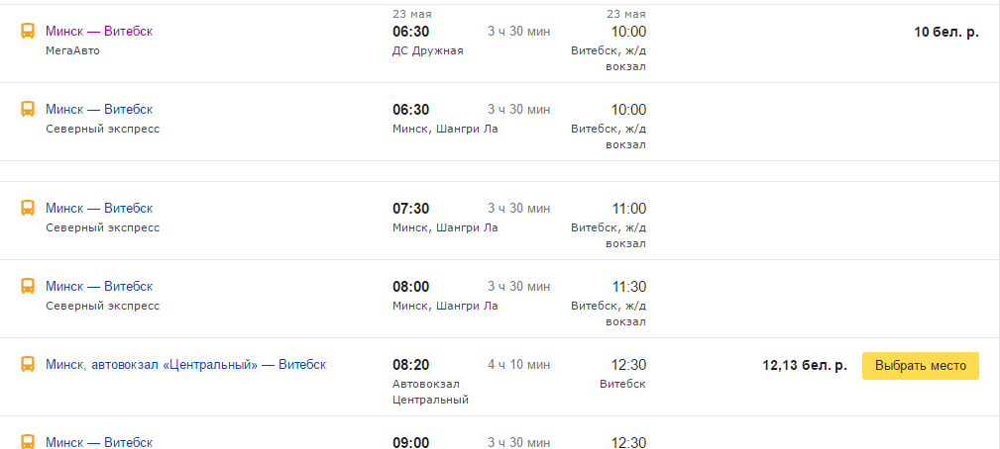 23 мая 23 мая
Минск — Витебск 06:30 3 ч 30 мин 10:00 10 бел. р.
МегаАвто ДС Дружная Витебск, ж/д
вокзал
Минск — Витебск 06:30 3 ч 30 мин 10:00
Северный экспресс Минск, Шангри Ла Витебск, ж/д
вокзал
Минск — Витебск 07:30 3 ч 30 мин 11:00
Северный экспресс Минск, Шангри Ла Витебск, ж/д
вокзал
Минск — Витебск 08:00 3 ч 30 мин 11:30
Северный экспресс Минск, Шангри Ла Витебск, ж/д
вокзал
Минск, автовокзал «Центральный» — Витебск 08:20 4 ч 10 мин 12:30 12,13 бел. р. Выбрать место
Автовокзал Витебск
Центральный
Минск — Витебск 09:00 3 ч 30 мин 12:30